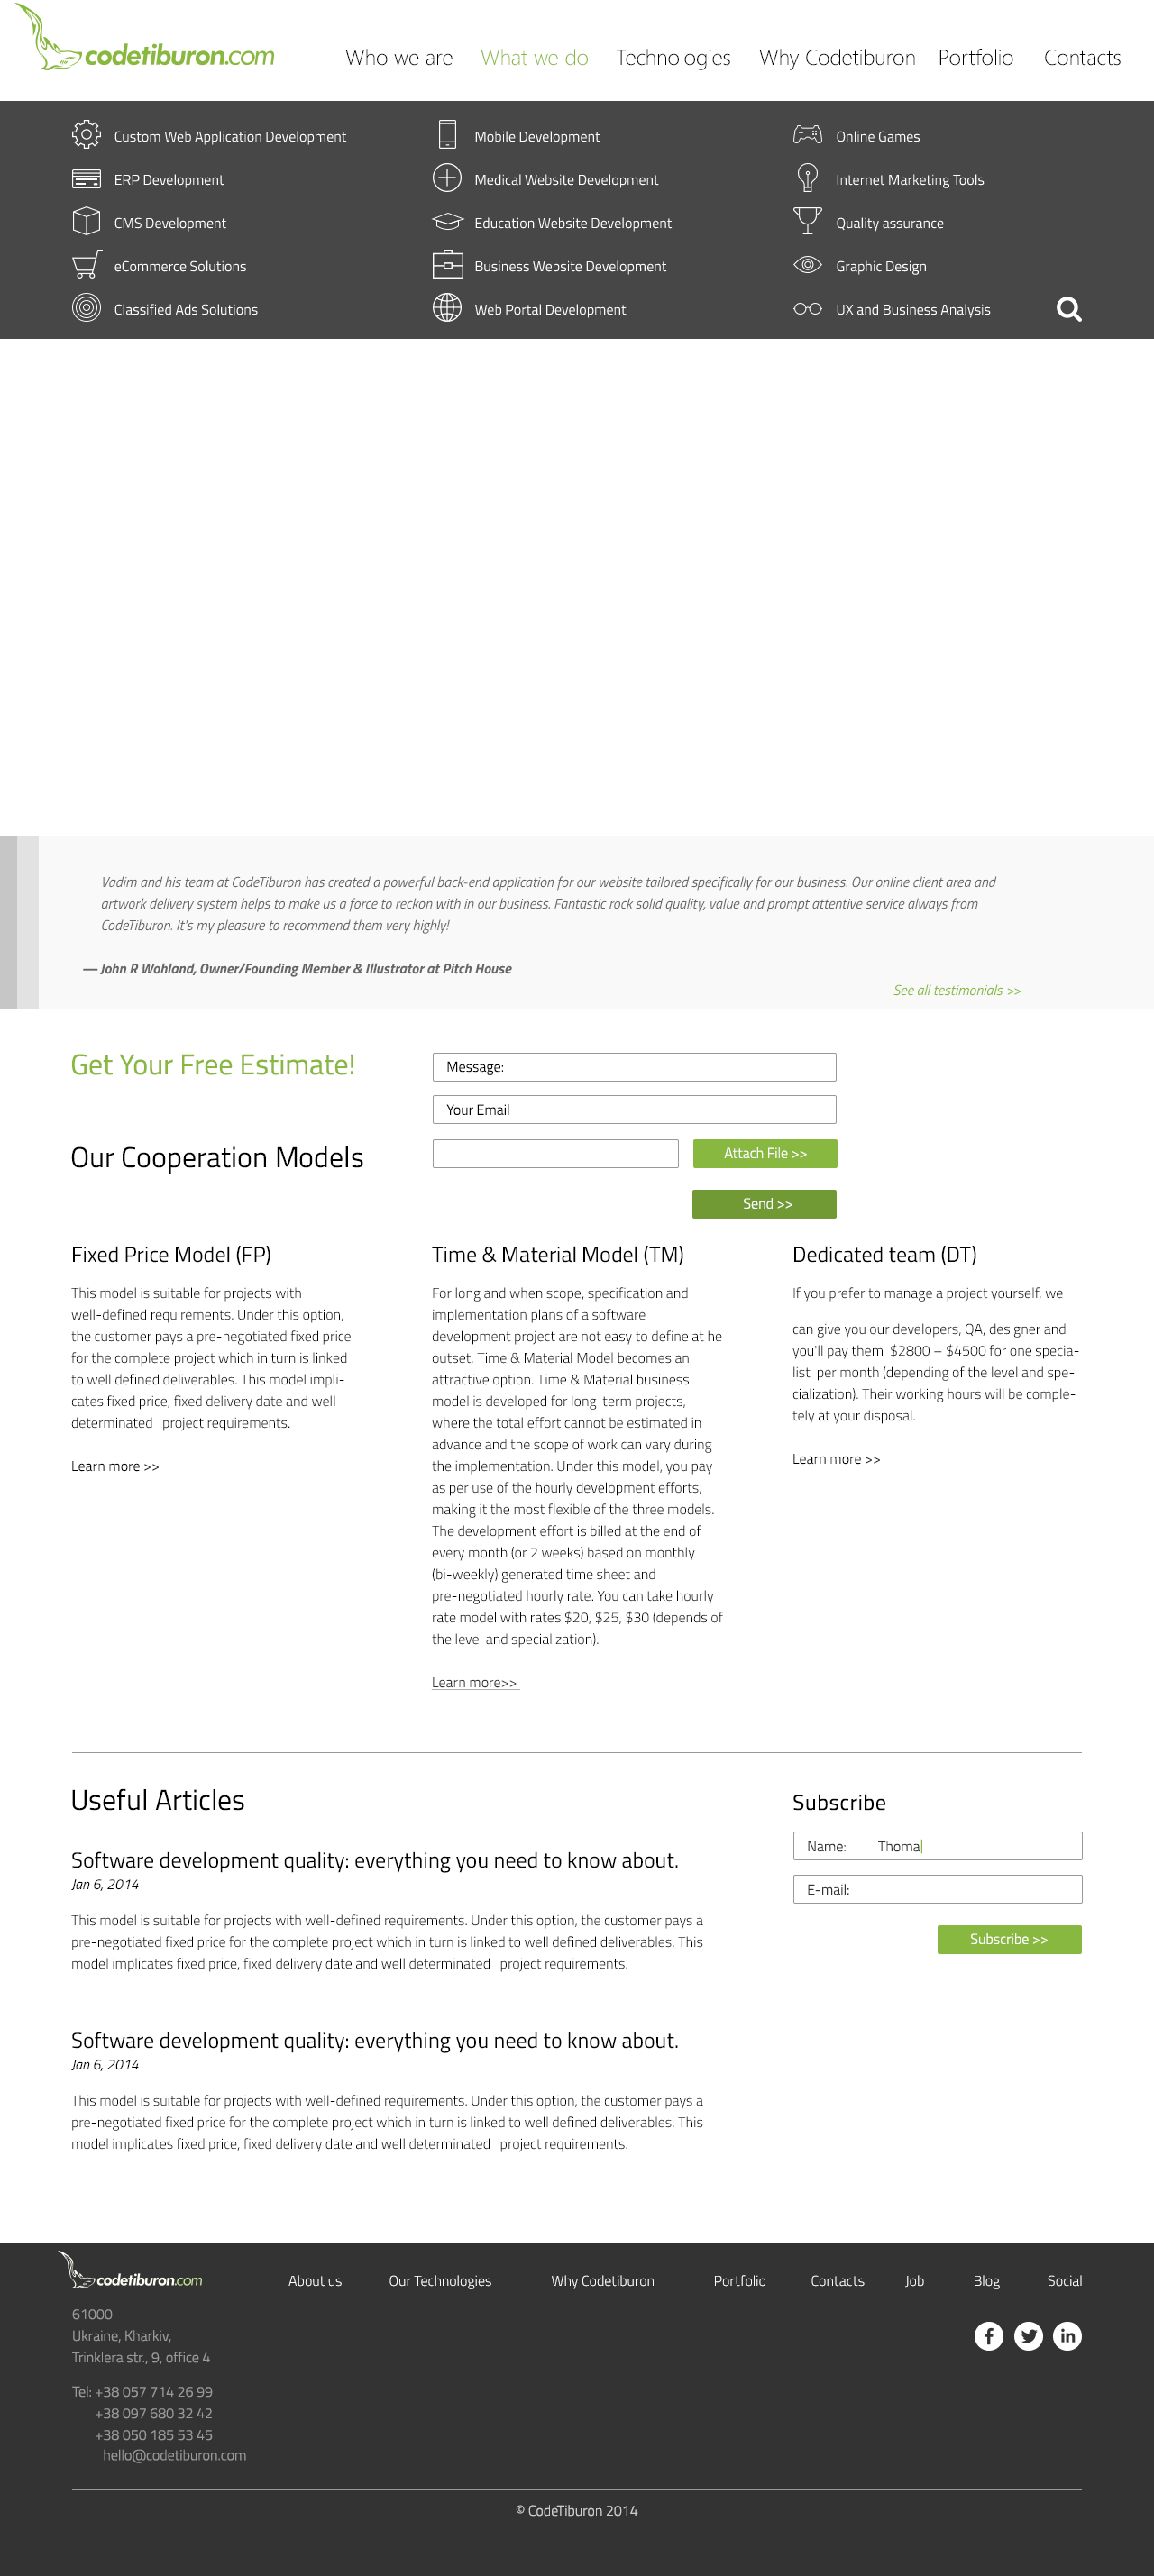 codetiburon.com
Who we are
What we do
Technologies
Why Codetiburon
Portfolio
Contacts
Custom Web Application Development
ERP Development
CMS Development
eCommerce Solutions
Classified Ads Solutions
Mobile Development
Medical Website Development
Education Website Development
Business Website Development
Web Portal Development
Online Games
Internet Marketing Tools
Quality assurance
Graphic Design
UX and Business Analysis
Vadim and his team at CodeTiburon has created a powerful back-end application for our website tailored specifically for our business. Our online client area and
artwork delivery system helps to make us a force to reckon with in our business. Fantastic rock solid quality, value and prompt attentive service always from
CodeTiburon. It's my pleasure to recommend them very highly!
— John R Wohland, Owner/Founding Member & Illustrator at Pitch House
See all testimonials >>
Get Your Free Estimate!
Message:
Your Email
Attach File >>
Send >>
Our Cooperation Models
Fixed Price Model (FP)
This model is suitable for projects with
well-defined requirements. Under this option,
the customer pays a pre-negotiated fixed price
for the complete project which in turn is linked
to well defined deliverables. This model impli-
cates fixed price, fixed delivery date and well
determinated project requirements.
Learn more >>
Time & Material Model (TM)
For long and when scope, specification and
implementation plans of a software
development project are not easy to define at he
outset, Time & Material Model becomes an
attractive option. Time & Material business
model is developed for long-term projects,
where the total effort cannot be estimated in
advance and the scope of work can vary during
the implementation. Under this model, you pay
as per use of the hourly development efforts,
making it the most flexible of the three models.
The development effort is billed at the end of
every month (or 2 weeks) based on monthly
(bi-weekly) generated time sheet and
pre-negotiated hourly rate. You can take hourly
rate model with rates $20, $25, $30 (depends of
the level and specialization).
Learn more>>
Dedicated team (DT)
If you prefer to manage a project yourself, we
can give you our developers, QA, designer and
you'll pay them $2800 – $4500 for one specia-
list per month (depending of the level and spe-
cialization). Their working hours will be comple-
tely at your disposal.
Learn more >>
Useful Articles
Software development quality: everything you need to know about.
Jan 6, 2014
This model is suitable for projects with well-defined requirements. Under this option, the customer pays a
pre-negotiated fixed price for the complete project which in turn is linked to well defined deliverables. This
model implicates fixed price, fixed delivery date and well determinated project requirements.
Software development quality: everything you need to know about.
Jan 6, 2014
This model is suitable for projects with well-defined requirements. Under this option, the customer pays a
pre-negotiated fixed price for the complete project which in turn is linked to well defined deliverables. This
model implicates fixed price, fixed delivery date and well determinated project requirements.
Subscribe
Name: Thoma
E-mail:
Subscribe >>
codetiburon.com
About us
Our Technologies
Why Codetiburon
Portfolio
Contacts
Job
Blog
Social
61000
Ukraine, Kharkiv,
Trinklera str., 9, office 4
Tel: +38 057 714 26 99
+38 097 680 32 42
+38 050 185 53 45
hello@codetiburon.com
© CodeTiburon 2014